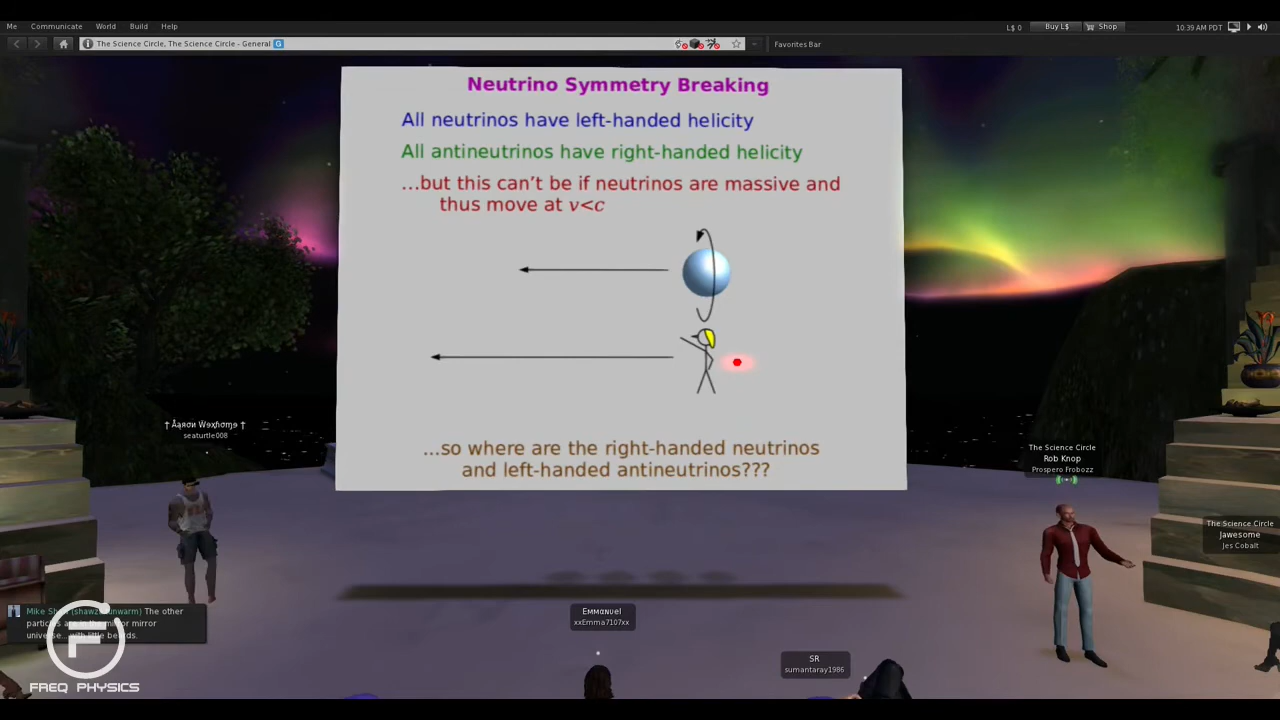 Me Communicate World Build Help
L$ 0 Buy L$ Shop 10:39 AM PDT
The Science Circle, The Science Circle - General G
Favorites Bar
Neutrino Symmetry Breaking
All neutrinos have left-handed helicity
All antineutrinos have right-handed helicity
...but this can't be if neutrinos are massive and
thus move at v<c
...so where are the right-handed neutrinos
and left-handed antineutrinos???
seaturtle008
The Science Circle
Rob Knop
Prospero Frobozz
The Science Circle
Jawesome
Jes Cobalt
The other
universe... with little beards.
Eммαnυel
xxEmma7107xx
SR
sumantaray1986
FREQ PHYSICS